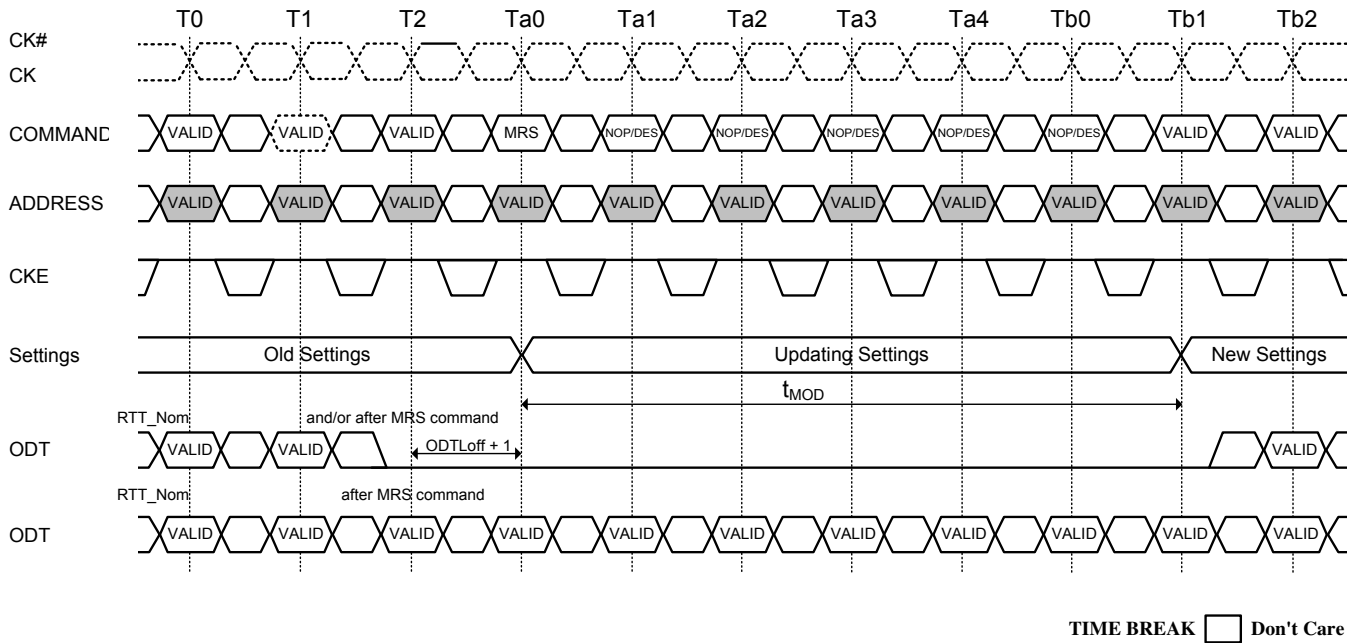 T0 T1 T2 Ta0 Ta1 Ta2 Ta3 Ta4 Tb0 Tb1 Tb2
CK#
CK
COMMAND VALID VALID VALID MRS NOP/DES NOP/DES NOP/DES NOP/DES NOP/DES VALID VALID
ADDRESS VALID VALID VALID VALID VALID VALID VALID VALID VALID VALID VALID
CKE
Settings Old Settings Updating Settings New Settings
tMOD
RTT_Nom and/or after MRS command
ODT VALID VALID ODTLoff + 1 VALID
RTT_Nom after MRS command
ODT VALID VALID VALID VALID VALID VALID VALID VALID VALID VALID VALID
TIME BREAK Don't Care